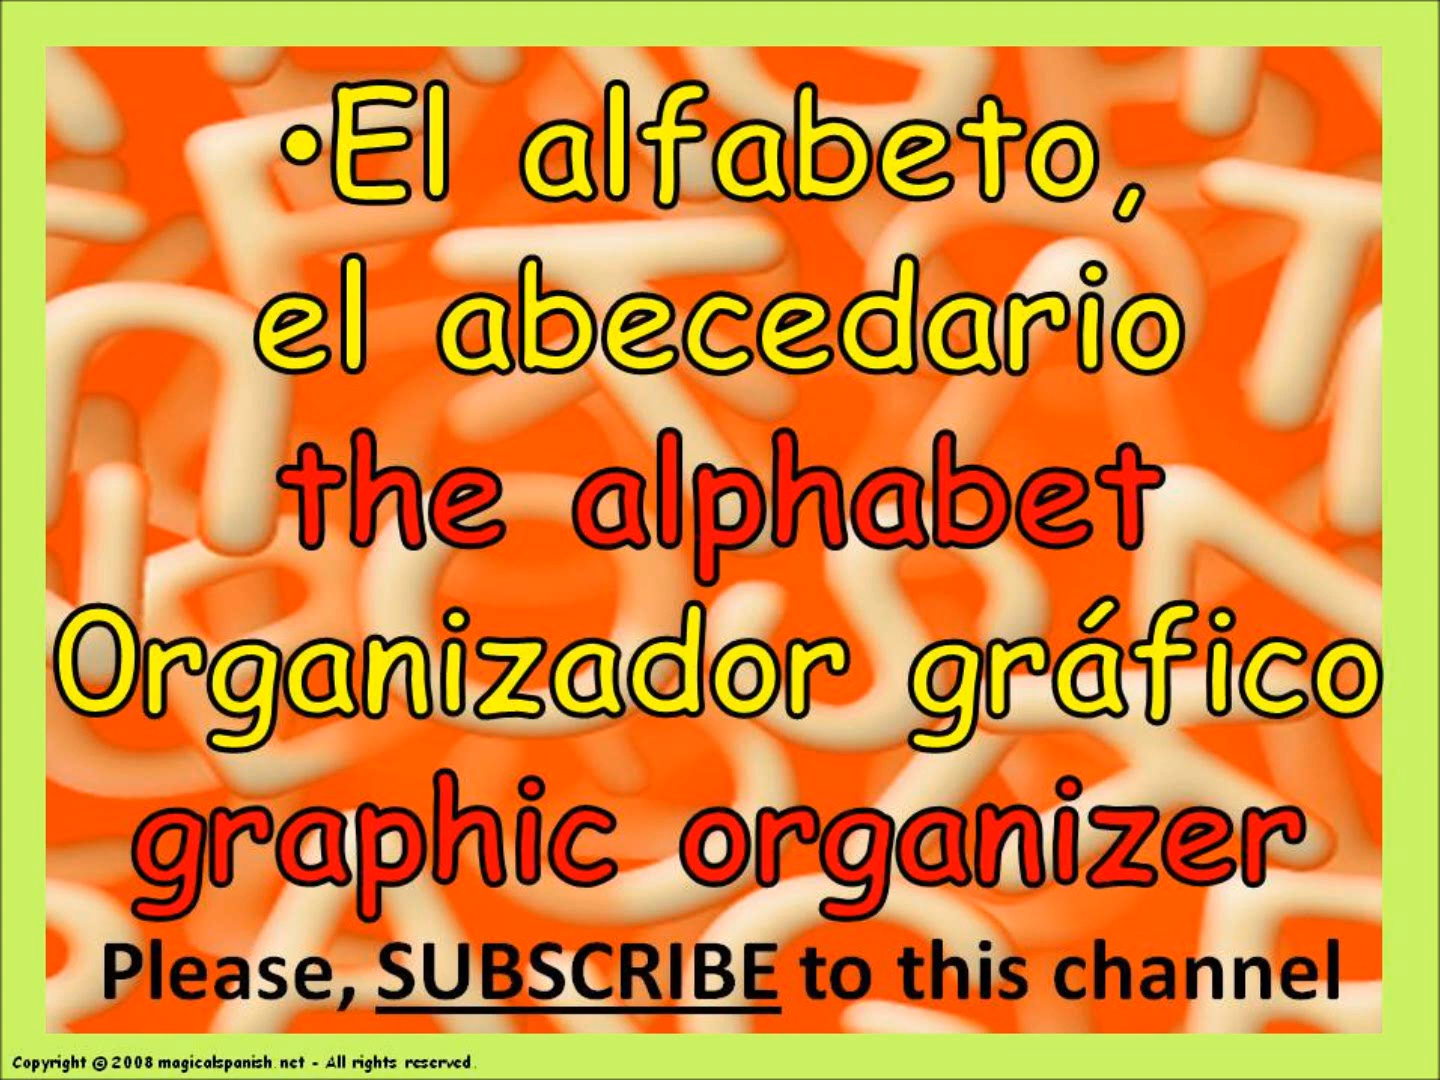 •El alfabeto,
el abecedario
the alphabet
Organizador gráfico
graphic organizer
Please, SUBSCRIBE to this channel
Copyright © 2008 magicalspanish.net - All rights reserved.